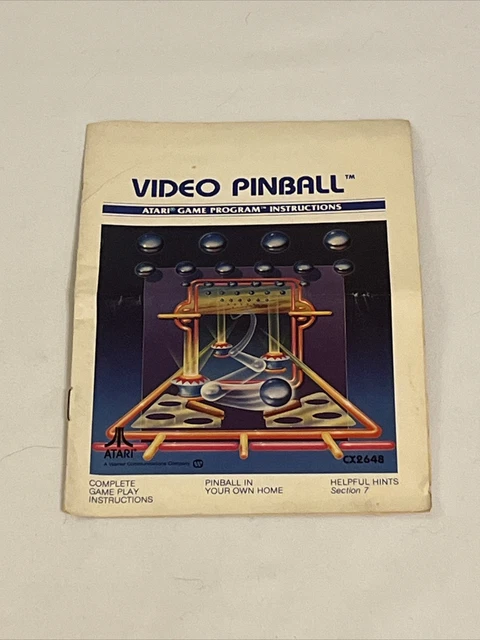 VIDEO PINBALL™
ATARI® GAME PROGRAM™ INSTRUCTIONS
ATARI®
A Warner Communications Company
CX2648
COMPLETE
GAME PLAY
INSTRUCTIONS
PINBALL IN
YOUR OWN HOME
HELPFUL HINTS
Section 7